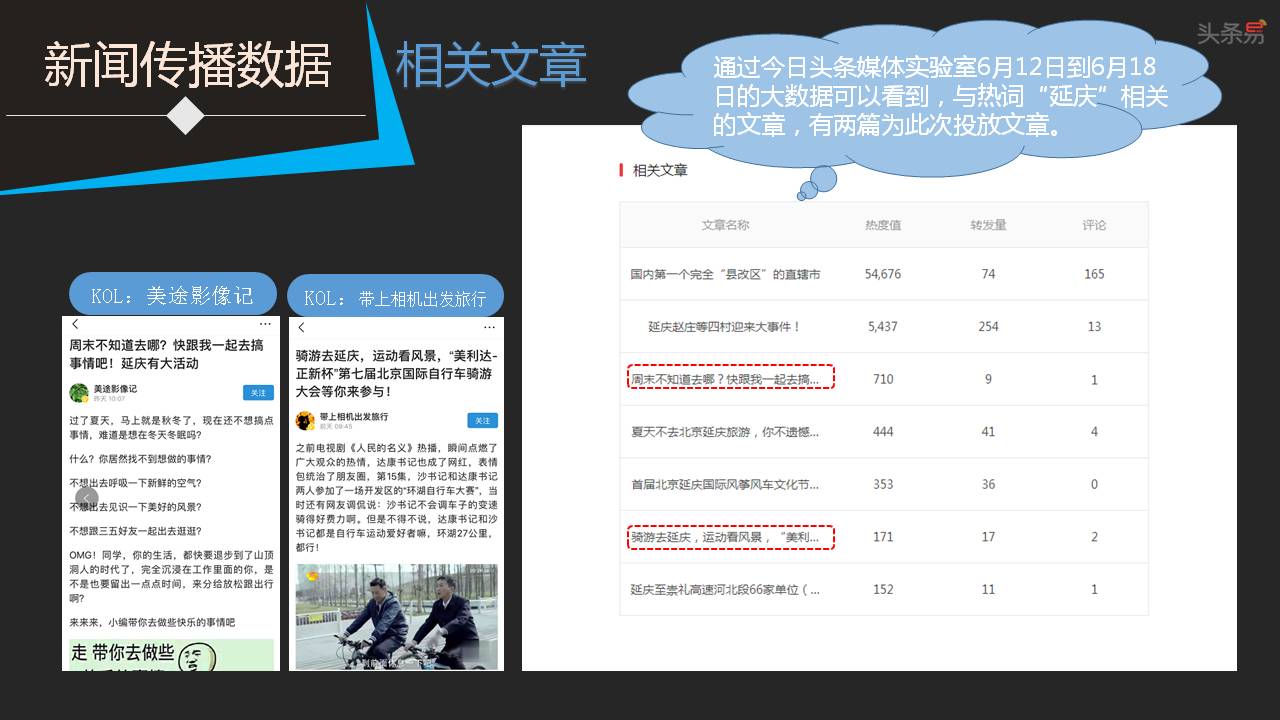 新闻传播数据
相关文章
头条易
通过今日头条媒体实验室6月12日到6月18
日的大数据可以看到，与热词“延庆”相关
的文章，有两篇为此次投放文章。
相关文章
文章名称 热度值 转发量 评论
国内第一个完全“县改区”的直辖市 54,676 74 165
延庆赵庄等四村迎来大事件！ 5,437 254 13
周末不知道去哪？快跟我一起去搞... 710 9 1
夏天不去北京延庆旅游，你不遗憾... 444 41 4
首届北京延庆国际风筝风车文化节... 353 36 0
骑游去延庆，运动看风景，“美利... 171 17 2
延庆至崇礼高速河北段66家单位（... 152 11 1
KOL：美途影像记
周末不知道去哪？快跟我一起去搞
事情吧！延庆有大活动
美途影像记
昨天 10:07
关注
过了夏天，马上就是秋冬了，现在还不想搞点
事情，难道是想在冬天冬眠吗？
什么？你居然找不到想做的事情？
不想出去呼吸一下新鲜的空气？
不想出去见识一下美好的风景？
不想跟三五好友一起出去逛逛？
OMG！同学，你的生活，都快要退步到了山顶
洞人的时代了，完全沉浸在工作里面的你，是
不是也要留出一点点时间，来分给放松跟出行
啊？
来来来，小编带你去做些快乐的事情吧
走 带你去做些
KOL：带上相机出发旅行
骑游去延庆，运动看风景，“美利达-
正新杯”第七届北京国际自行车骑游
大会等你来参与！
带上相机出发旅行
前天 09:45
关注
之前电视剧《人民的名义》热播，瞬间点燃了
广大观众的热情，达康书记也成了网红，表情
包统治了朋友圈，第15集，沙书记和达康书记
两人参加了一场开发区的“环湖自行车大赛”，当
时还有网友调侃说：沙书记不会调车子的变速
骑得好费力啊。但是不得不说，达康书记和沙
书记都是自行车运动爱好者嘛，环湖27公里，
都行！